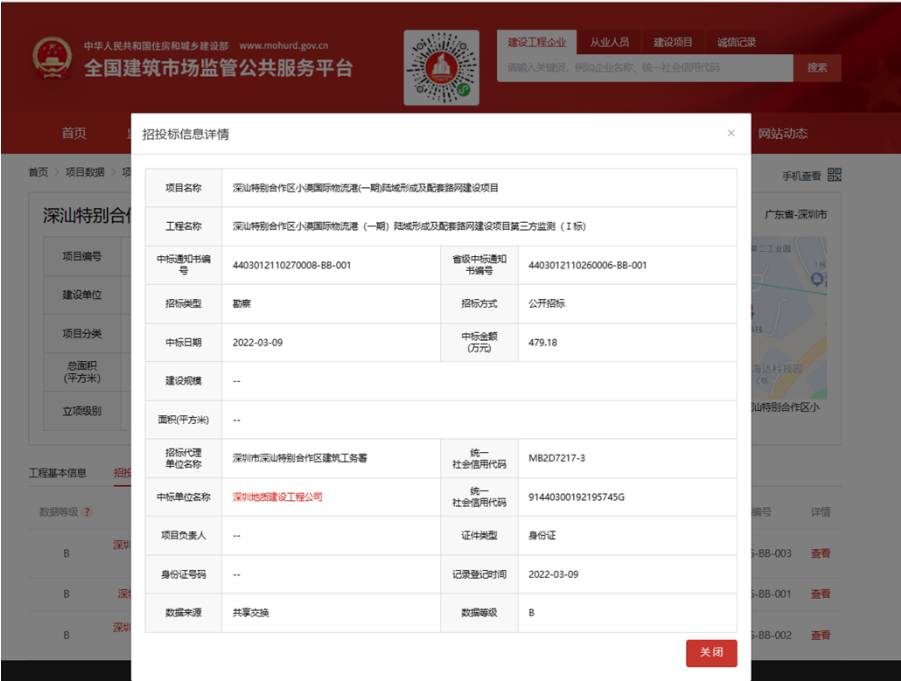 中华人民共和国住房和城乡建设部 www.mohurd.gov.cn
全国建筑市场监管公共服务平台
建设工程企业 从业人员 建设项目 诚信记录
请输入关键词，例如企业名称、统一社会信用代码 搜索
首页 网站动态
首页 > 项目数据 > 手机查看
深汕特别合 广东省-深圳市
项目编号
建设单位
项目分类
总面积
(平方米)
立项级别
山特别合作区小
工程基本信息
数据等级 ? 编号 详情
B 深圳 -BB-003 查看
B -BB-001 查看
B 深圳 -BB-002 查看
招投标信息详情 ×
项目名称 深汕特别合作区小漠国际物流港(一期)陆域形成及配套路网建设项目
工程名称 深汕特别合作区小漠国际物流港（一期）陆域形成及配套路网建设项目第三方监测（Ⅰ标）
中标通知书编
号 4403012110270008-BB-001 省级中标通知
书编号 4403012110260006-BB-001
招标类型 勘察 招标方式 公开招标
中标日期 2022-03-09 中标金额
(万元) 479.18
建设规模 --
面积(平方米) --
招标代理
单位名称 深圳市深汕特别合作区建筑工务署 统一
社会信用代码 MB2D7217-3
中标单位名称 深圳地质建设工程公司 统一
社会信用代码 91440300192195745G
项目负责人 -- 证件类型 身份证
身份证号码 -- 记录登记时间 2022-03-09
数据来源 共享交换 数据等级 B
关闭